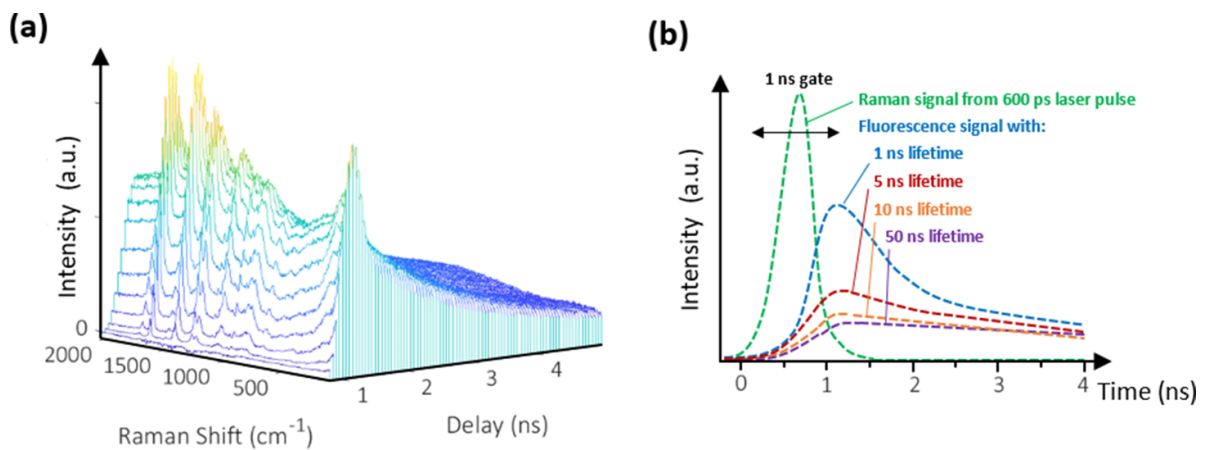 (a)
Intensity (a.u.)
0
2000
1500
1000
500
Raman Shift (cm-1)
1
2
3
4
Delay (ns)
(b)
1 ns gate
Raman signal from 600 ps laser pulse
Fluorescence signal with:
1 ns lifetime
5 ns lifetime
10 ns lifetime
50 ns lifetime
Intensity (a.u.)
0
1
2
3
4
Time (ns)